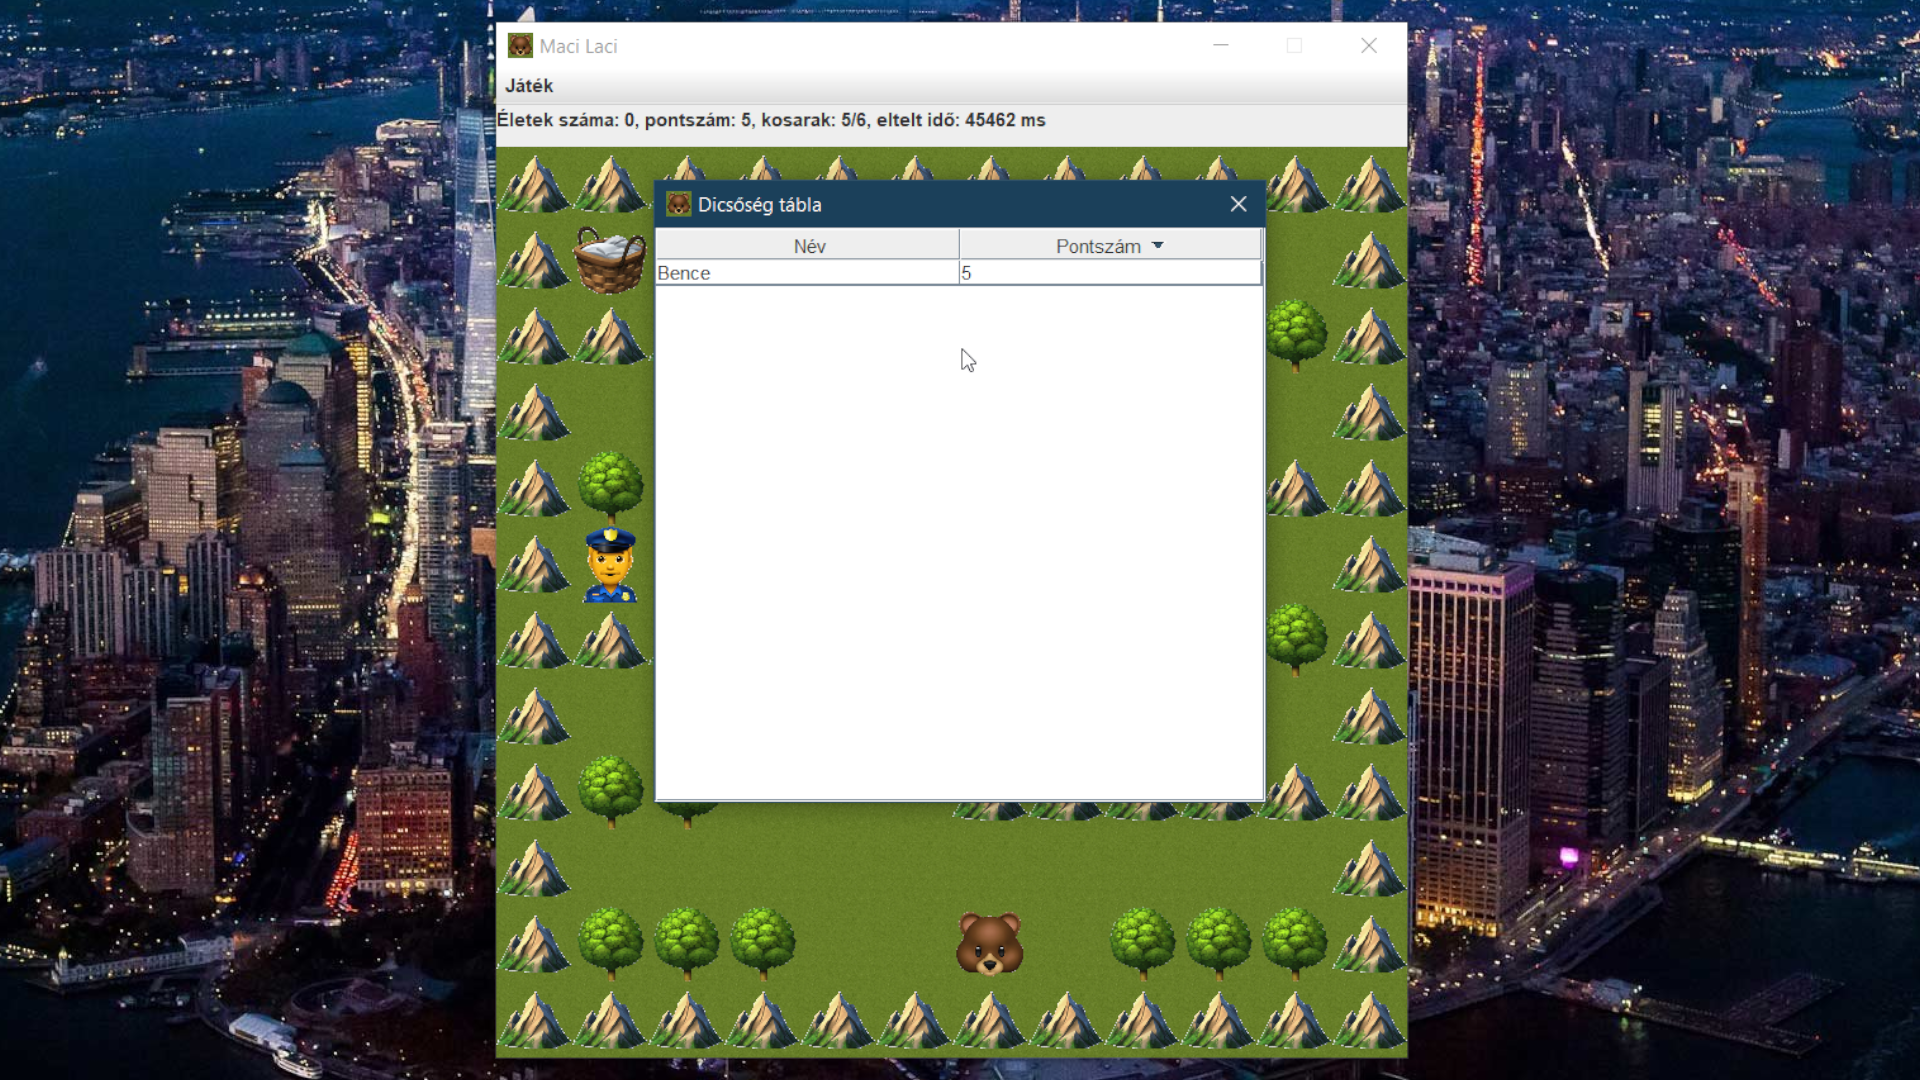 Maci Laci
Játék
Életek száma: 0, pontszám: 5, kosarak: 5/6, eltelt idő: 45462 ms
Dicsőség tábla
Név Pontszám
Bence 5